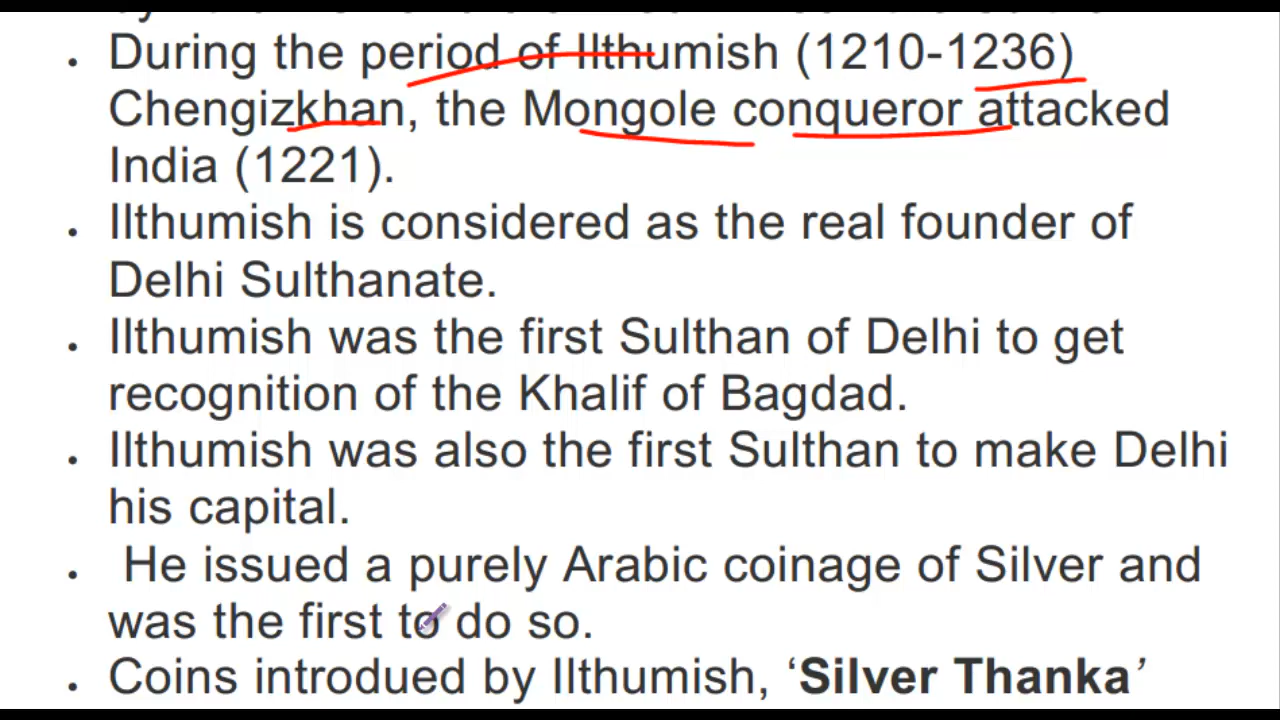 • During the period of Ilthumish (1210-1236)
Chengizkhan, the Mongole conqueror attacked
India (1221).
• Ilthumish is considered as the real founder of
Delhi Sulthanate.
• Ilthumish was the first Sulthan of Delhi to get
recognition of the Khalif of Bagdad.
• Ilthumish was also the first Sulthan to make Delhi
his capital.
• He issued a purely Arabic coinage of Silver and
was the first to do so.
• Coins introdued by Ilthumish, ‘Silver Thanka’